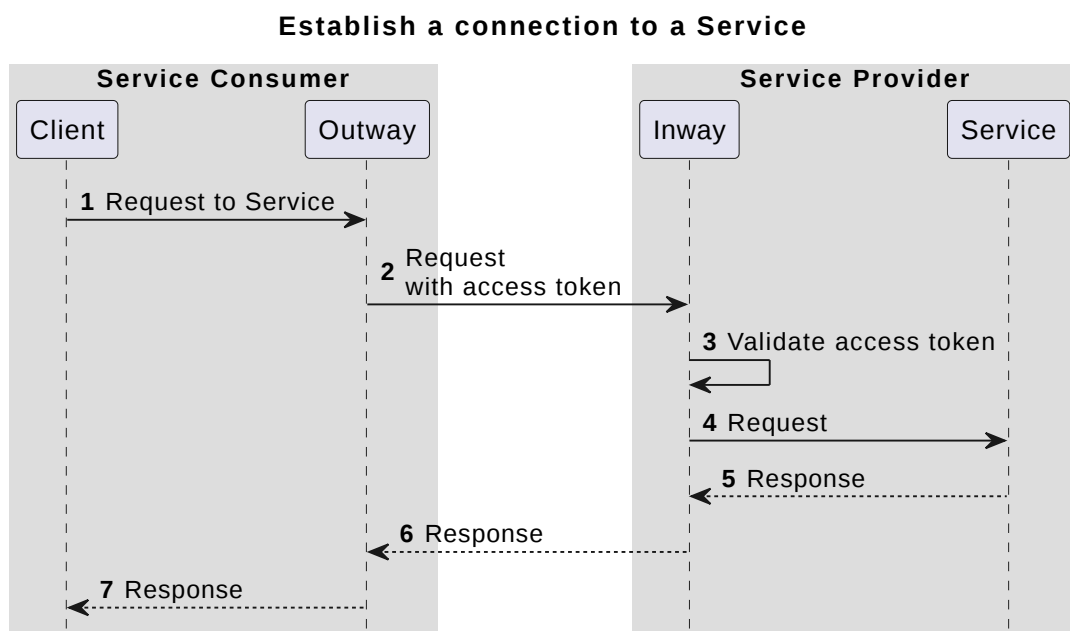 Establish a connection to a Service
Service Consumer
Service Provider
Client
Outway
Inway
Service
1 Request to Service
2 Request
with access token
3 Validate access token
4 Request
5 Response
6 Response
7 Response